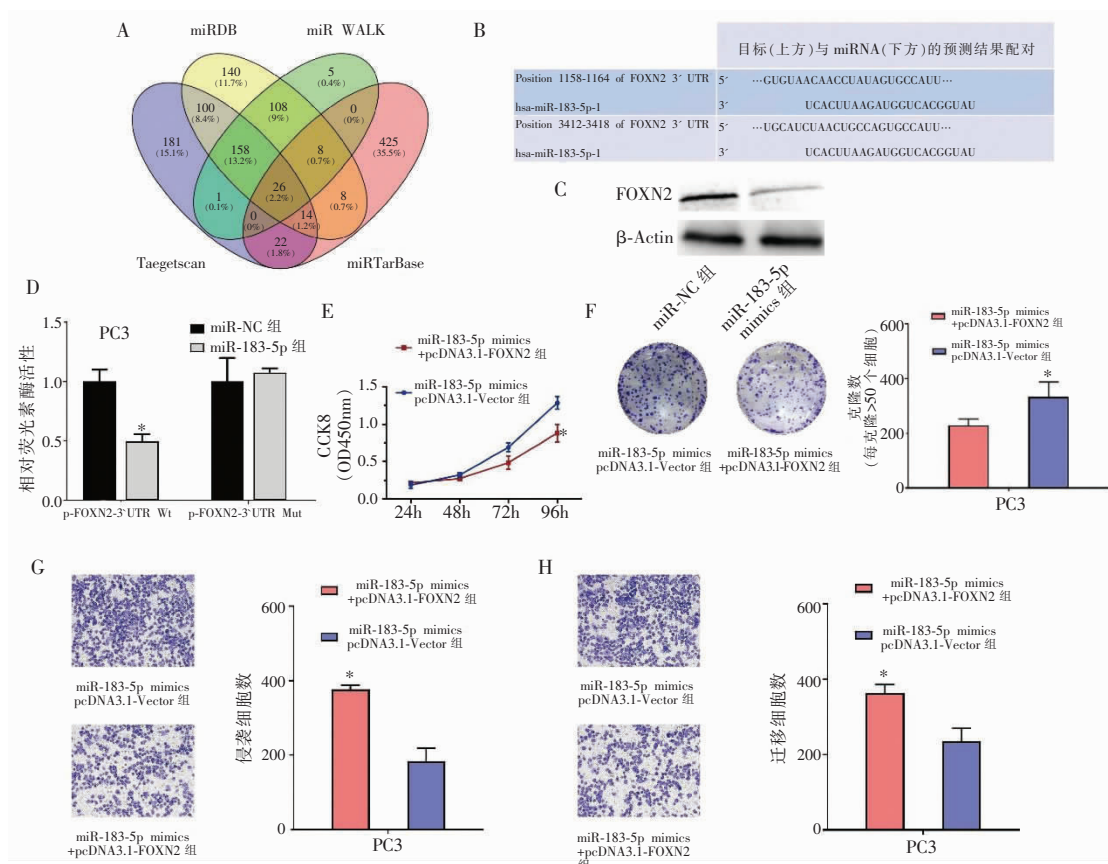 A
miRDB
miR WALK
140
(11.7%)
5
(0.4%)
100
(8.4%)
108
(9%)
0
(0%)
181
(15.1%)
158
(13.2%)
8
(0.7%)
425
(35.5%)
26
(2.2%)
1
(0.1%)
0
(0%)
14
(1.2%)
8
(0.7%)
22
(1.8%)
Taegetscan
miRTarBase
B
目标(上方)与 miRNA(下方)的预测结果配对
Position 1158-1164 of FOXN2 3´ UTR 5´ …GUGUAACAACCUAUAGUGCCAUU…
hsa-miR-183-5p-1 3´ UCACUUAAGAUGGUCACGGUAU
Position 3412-3418 of FOXN2 3´ UTR 5´ …UGCAUCUAACUGCCAGUGCCAUU…
hsa-miR-183-5p-1 3´ UCACUUAAGAUGGUCACGGUAU
C
FOXN2
β-Actin
miR-NC 组
miR-183-5p mimics 组
D
PC3
miR-NC 组
miR-183-5p 组
相对荧光素酶活性
1.5
1.0
0.5
0.0
*
p-FOXN2-3`UTR Wt
p-FOXN2-3`UTR Mut
E
miR-183-5p mimics
+pcDNA3.1-FOXN2 组
miR-183-5p mimics
pcDNA3.1-Vector 组
CCK8
(OD450nm)
1.5
1.0
0.5
0.0
*
24h
48h
72h
96h
F
miR-183-5p mimics
pcDNA3.1-Vector 组
miR-183-5p mimics
+pcDNA3.1-FOXN2 组
miR-183-5p mimics
+pcDNA3.1-FOXN2 组
miR-183-5p mimics
pcDNA3.1-Vector 组
克隆数
(每克隆>50 个细胞)
600
400
200
0
*
PC3
G
miR-183-5p mimics
pcDNA3.1-Vector 组
miR-183-5p mimics
+pcDNA3.1-FOXN2 组
miR-183-5p mimics
+pcDNA3.1-FOXN2 组
miR-183-5p mimics
pcDNA3.1-Vector 组
侵袭细胞数
600
400
200
0
*
PC3
H
miR-183-5p mimics
pcDNA3.1-Vector 组
miR-183-5p mimics
+pcDNA3.1-FOXN2
组
miR-183-5p mimics
+pcDNA3.1-FOXN2 组
miR-183-5p mimics
pcDNA3.1-Vector 组
迁移细胞数
600
400
200
0
*
PC3